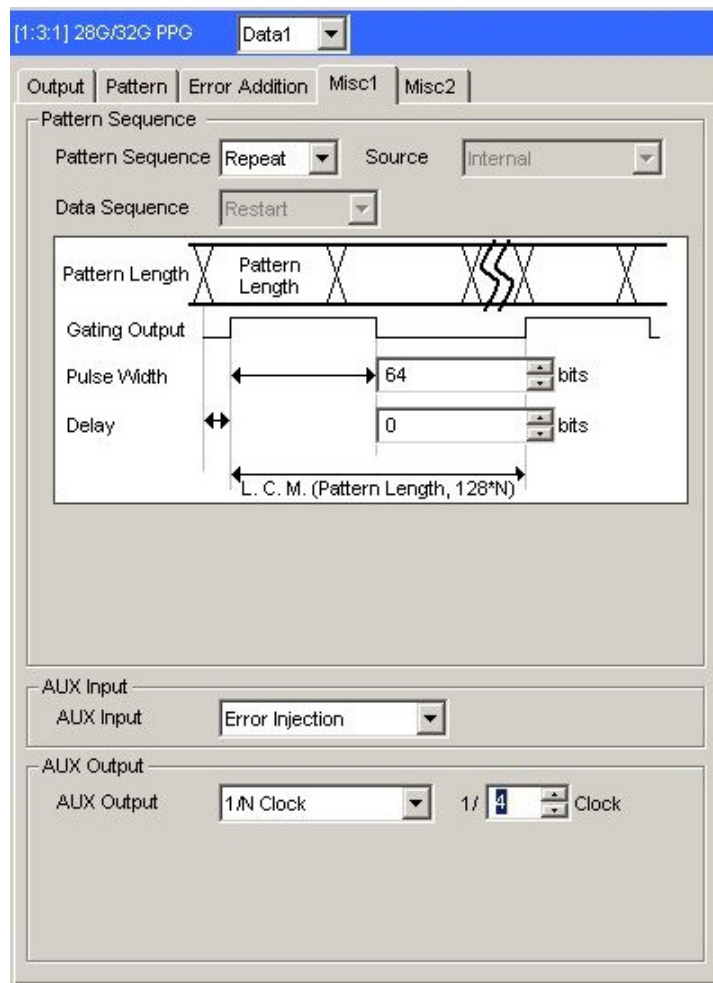 [1:3:1] 28G/32G PPG Data1
Output Pattern Error Addition Misc1 Misc2
Pattern Sequence
Pattern Sequence Repeat Source Internal
Data Sequence Restart
Pattern Length Pattern Length
Gating Output
Pulse Width 64 bits
Delay 0 bits
L. C. M. (Pattern Length, 128*N)
AUX Input
AUX Input Error Injection
AUX Output
AUX Output 1/N Clock 1/ 4 Clock